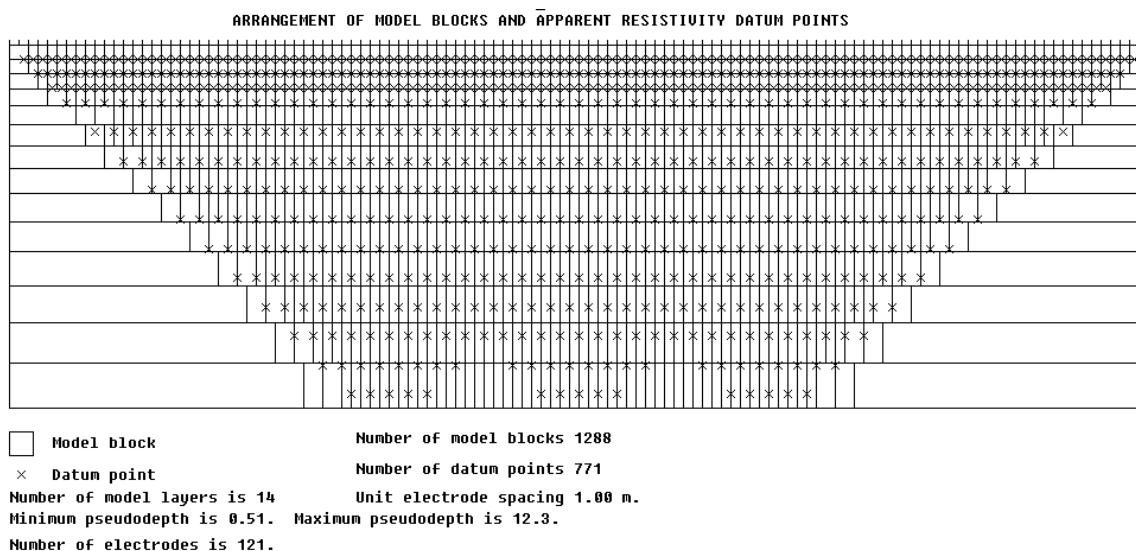 ARRANGEMENT OF MODEL BLOCKS AND APPARENT RESISTIVITY DATUM POINTS
Model block
Number of model blocks 1288
Datum point
Number of datum points 771
Number of model layers is 14
Unit electrode spacing 1.00 m.
Minimum pseudodepth is 0.51. Maximum pseudodepth is 12.3.
Number of electrodes is 121.